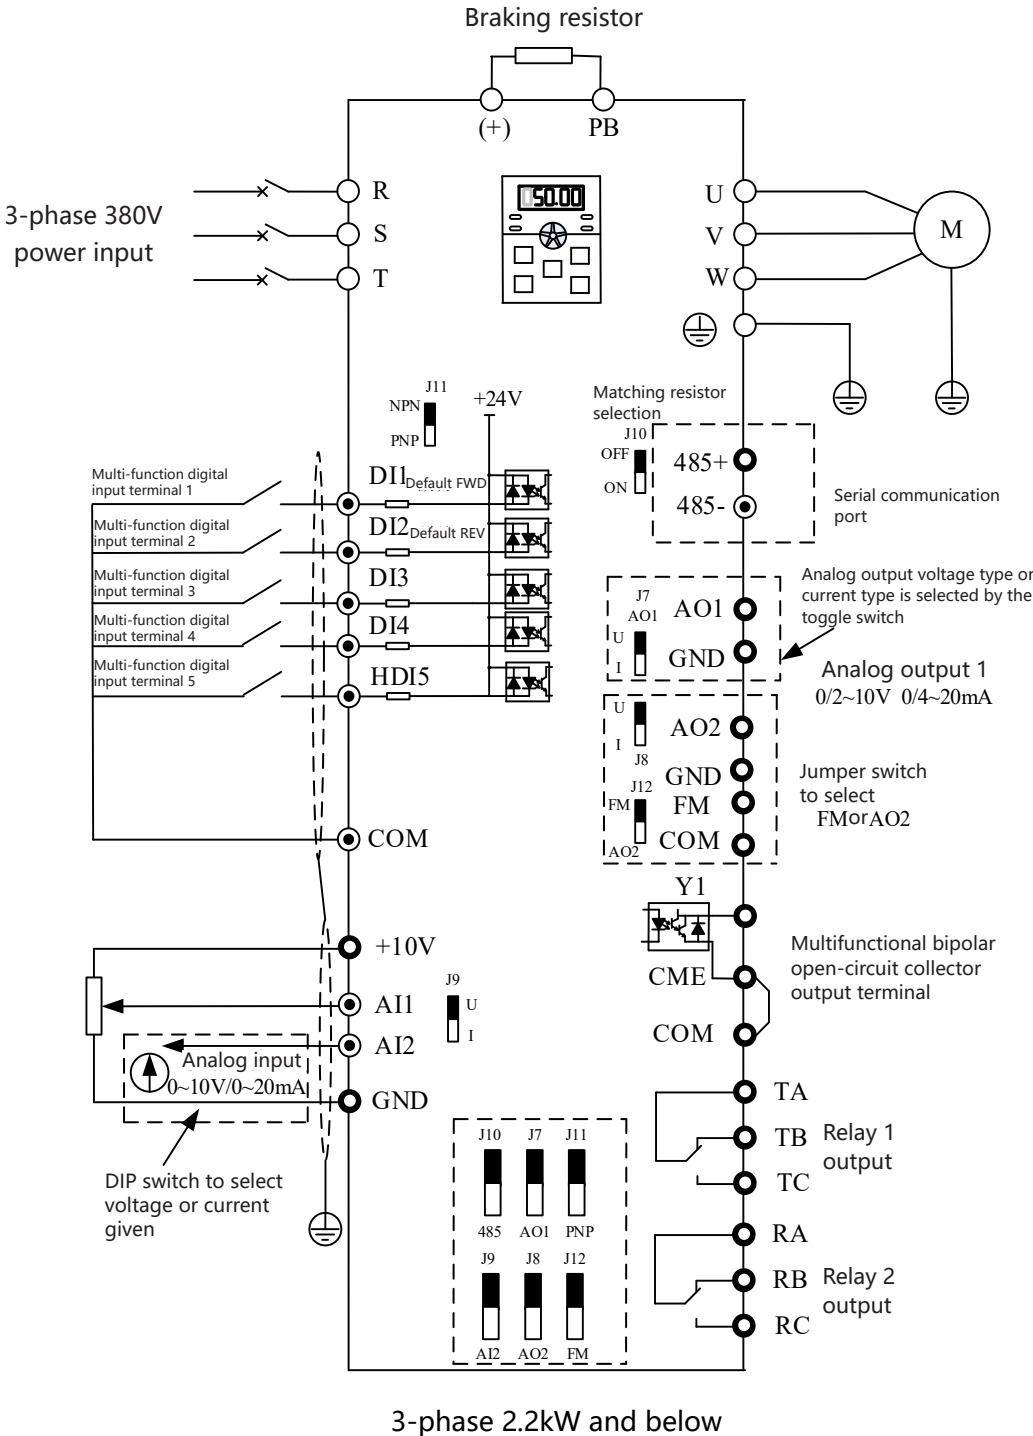 Braking resistor
(+)
PB
3-phase 380V
power input
R
S
T
050.00
U
V
W
M
J11
NPN
PNP
+24V
Matching resistor
selection
J10
OFF
ON
485+
485-
Serial communication
port
Multi-function digital
input terminal 1
DI1 Default FWD
Multi-function digital
input terminal 2
DI2 Default REV
Multi-function digital
input terminal 3
DI3
Multi-function digital
input terminal 4
DI4
Multi-function digital
input terminal 5
HDI5
COM
J7
AO1
U
I
AO1
GND
Analog output voltage type or
current type is selected by the
toggle switch
Analog output 1
0/2~10V 0/4~20mA
U
I
J8
AO2
GND
J12
FM
AO2
FM
COM
Jumper switch
to select
FMorAO2
Y1
CME
COM
Multifunctional bipolar
open-circuit collector
output terminal
+10V
AI1
AI2
GND
J9
U
I
Analog input
0~10V/0~20mA
DIP switch to select
voltage or current
given
TA
TB
TC
Relay 1
output
RA
RB
RC
Relay 2
output
J10 J7 J11
485 AO1 PNP
J9 J8 J12
AI2 AO2 FM
3-phase 2.2kW and below